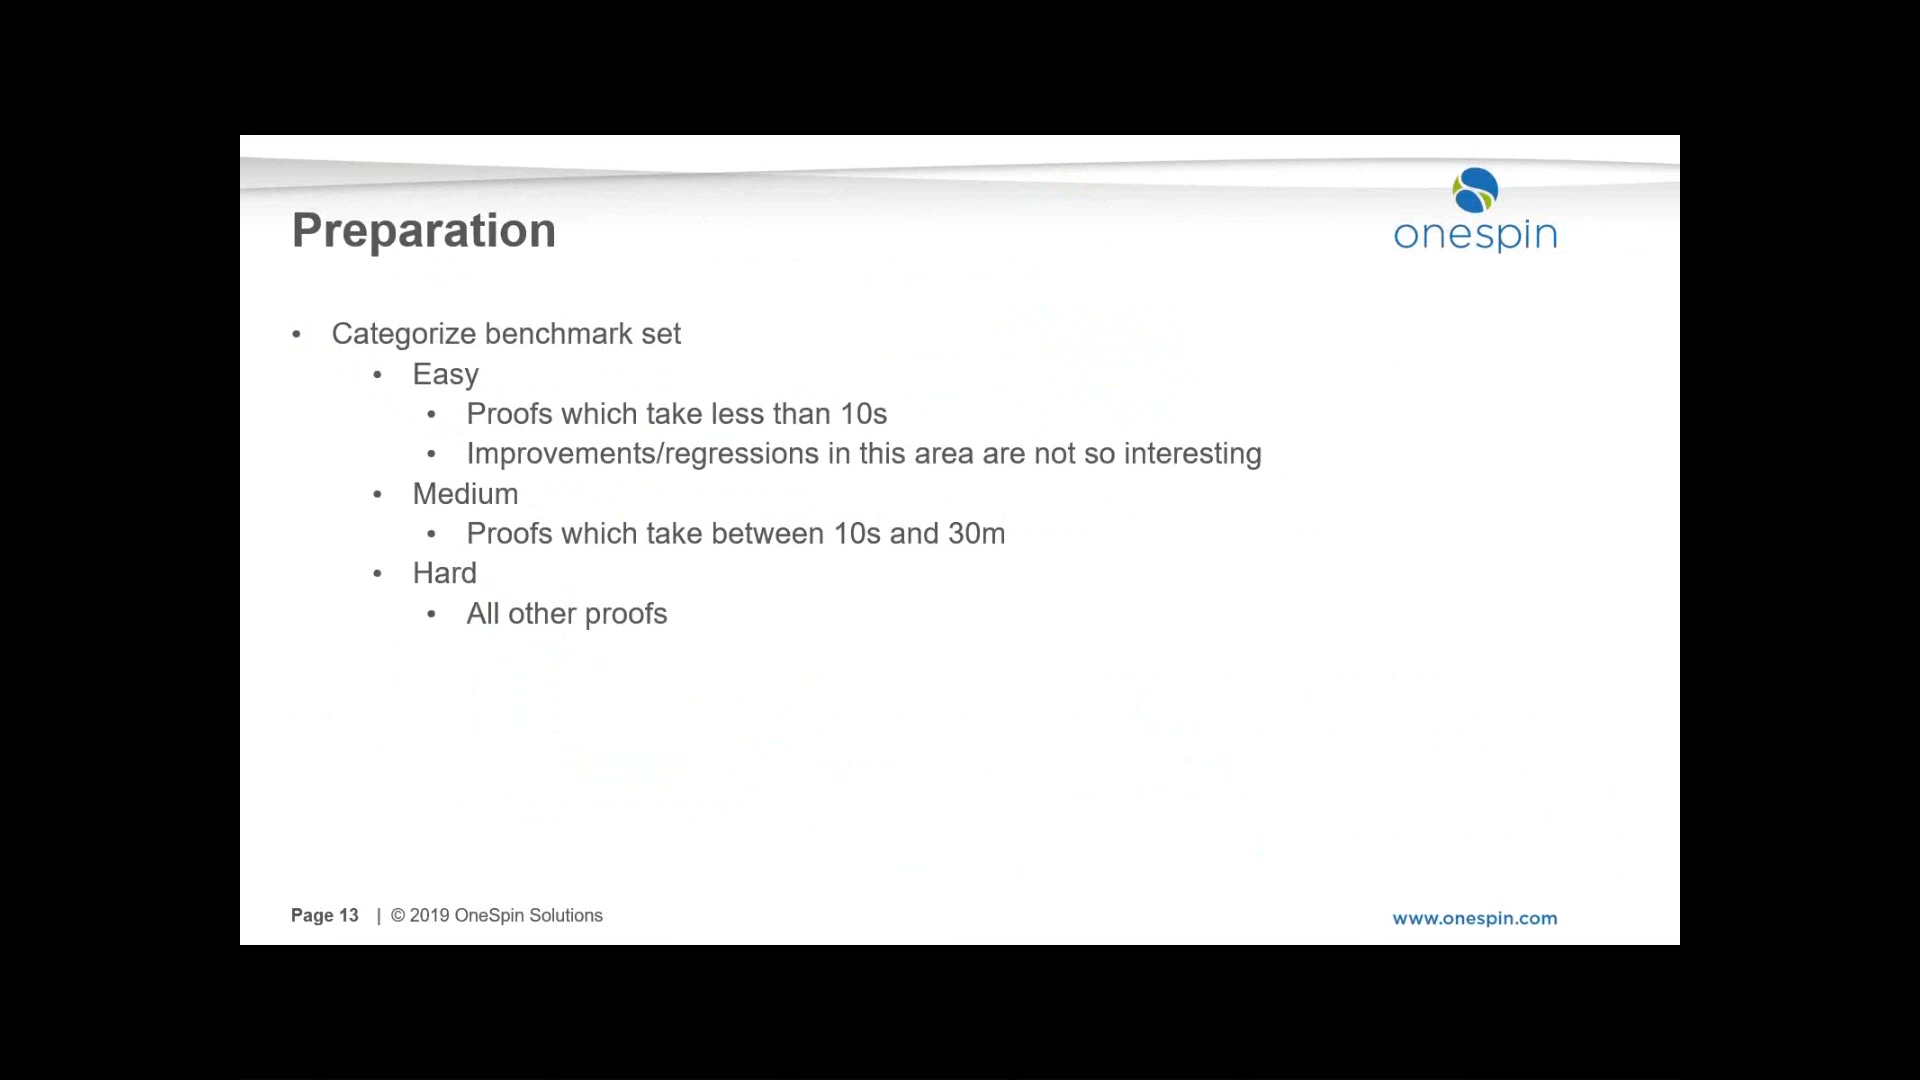 Preparation
onespin
• Categorize benchmark set
• Easy
• Proofs which take less than 10s
• Improvements/regressions in this area are not so interesting
• Medium
• Proofs which take between 10s and 30m
• Hard
• All other proofs
Page 13 | © 2019 OneSpin Solutions
www.onespin.com